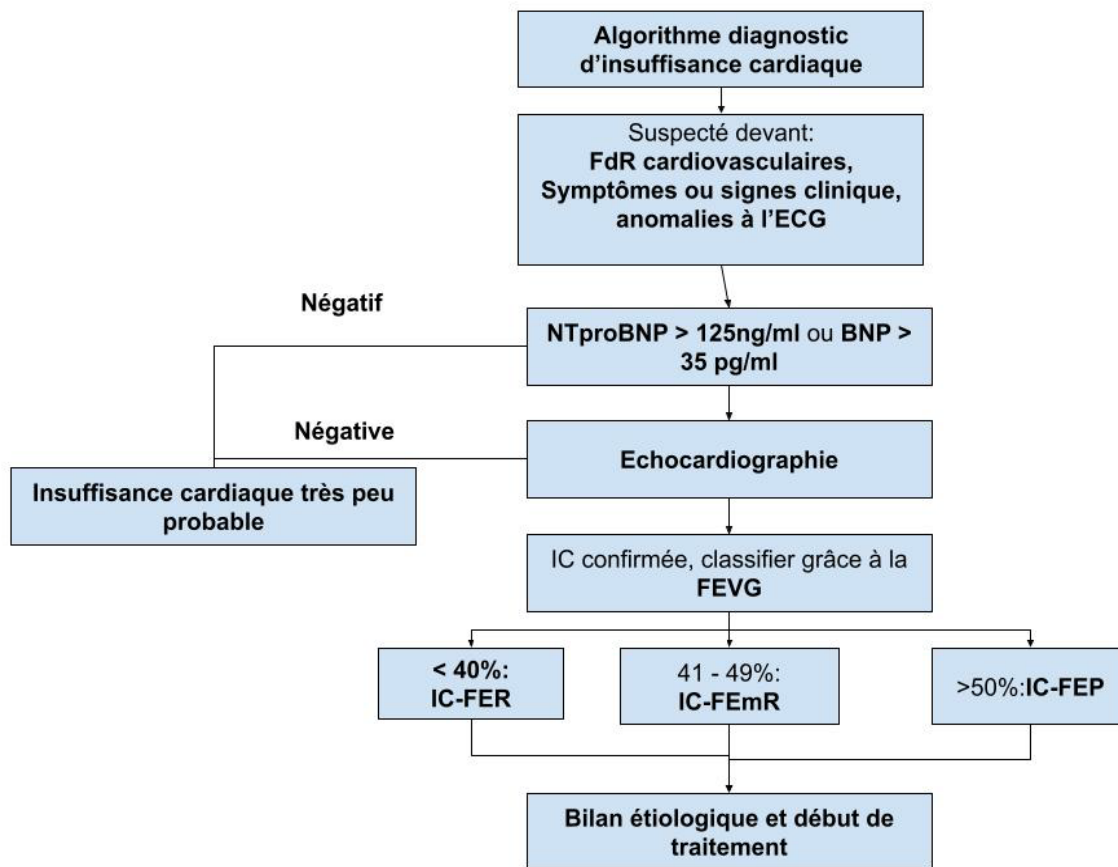 Algorithme diagnostic
d'insuffisance cardiaque
Suspecté devant:
FdR cardiovasculaires,
Symptômes ou signes clinique,
anomalies à l'ECG
Négatif
NTproBNP > 125ng/ml ou BNP >
35 pg/ml
Négative
Echocardiographie
Insuffisance cardiaque très peu
probable
IC confirmée, classifier grâce à la
FEVG
< 40%:
IC-FER
41 - 49%:
IC-FEmR
>50%:IC-FEP
Bilan étiologique et début de
traitement